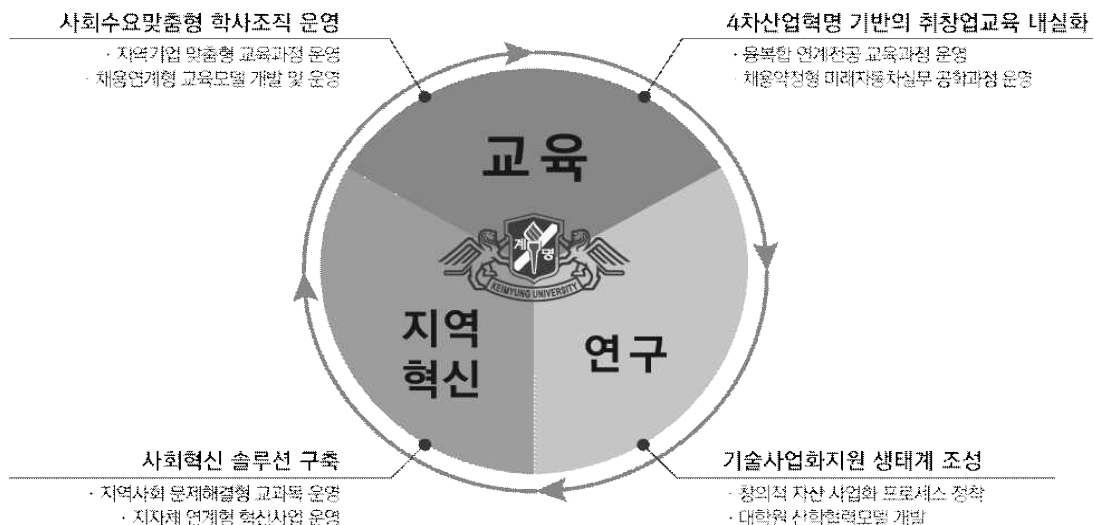 사회수요맞춤형 학사조직 운영
· 지역기업 맞춤형 교육과정 운영
· 채용연계형 교육모델 개발 및 운영
4차산업혁명 기반의 취창업교육 내실화
· 융복합 연계전공 교육과정 운영
· 채용약정형 미래자동차실무 공학과정 운영
교육
계명
KEIMYUNG UNIVERSITY
지역
혁신
연구
사회혁신 솔루션 구축
· 지역사회 문제해결형 교과목 운영
· 지자체 연계형 혁신사업 운영
기술사업화지원 생태계 조성
· 창의적 자산 사업화 프로세스 정착
· 대학원 산학협력모델 개발